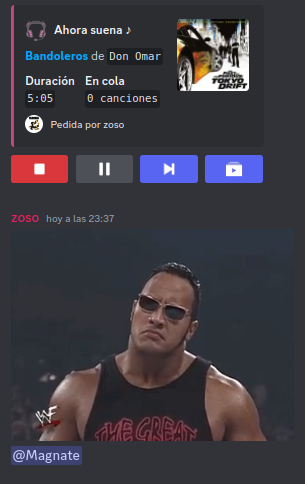 Ahora suena ♪
Bandoleros de Don Omar
Duración En cola
5:05 0 canciones
Pedida por zoso
TOKYO
DRIFT
ZOSO hoy a las 23:37
WF
THE GREAT
@Magnate